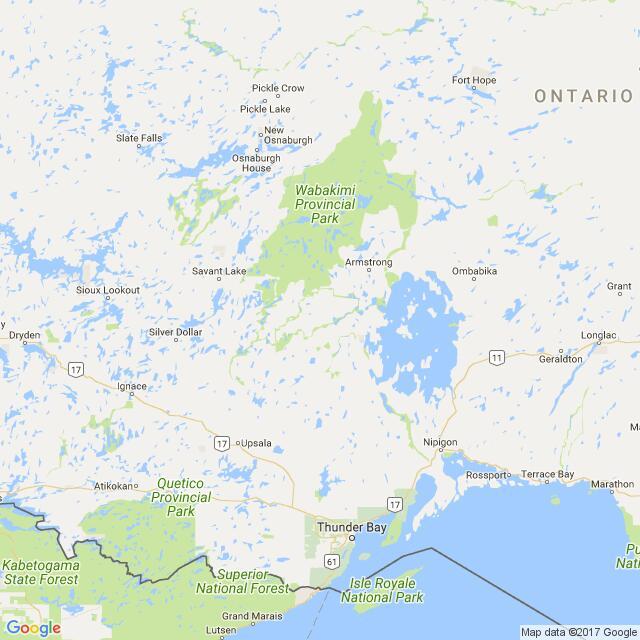 Pickle Crow
Pickle Lake
Fort Hope
ONTARIO
Slate Falls
New
Osnaburgh
Osnaburgh
House
Wabakimi
Provincial
Park
Savant Lake
Armstrong
Ombabika
Sioux Lookout
Grant
y
Dryden
Silver Dollar
Longlac
Geraldton
11
17
Ignace
17
Upsala
Nipigon
Ma
Rossport
Terrace Bay
Marathon
Atikokan
s
Quetico
Provincial
Park
17
Thunder Bay
61
Kabetogama
State Forest
Superior
National Forest
Isle Royale
National Park
Pu
Natio
Grand Marais
Lutsen
Google
Map data ©2017 Google